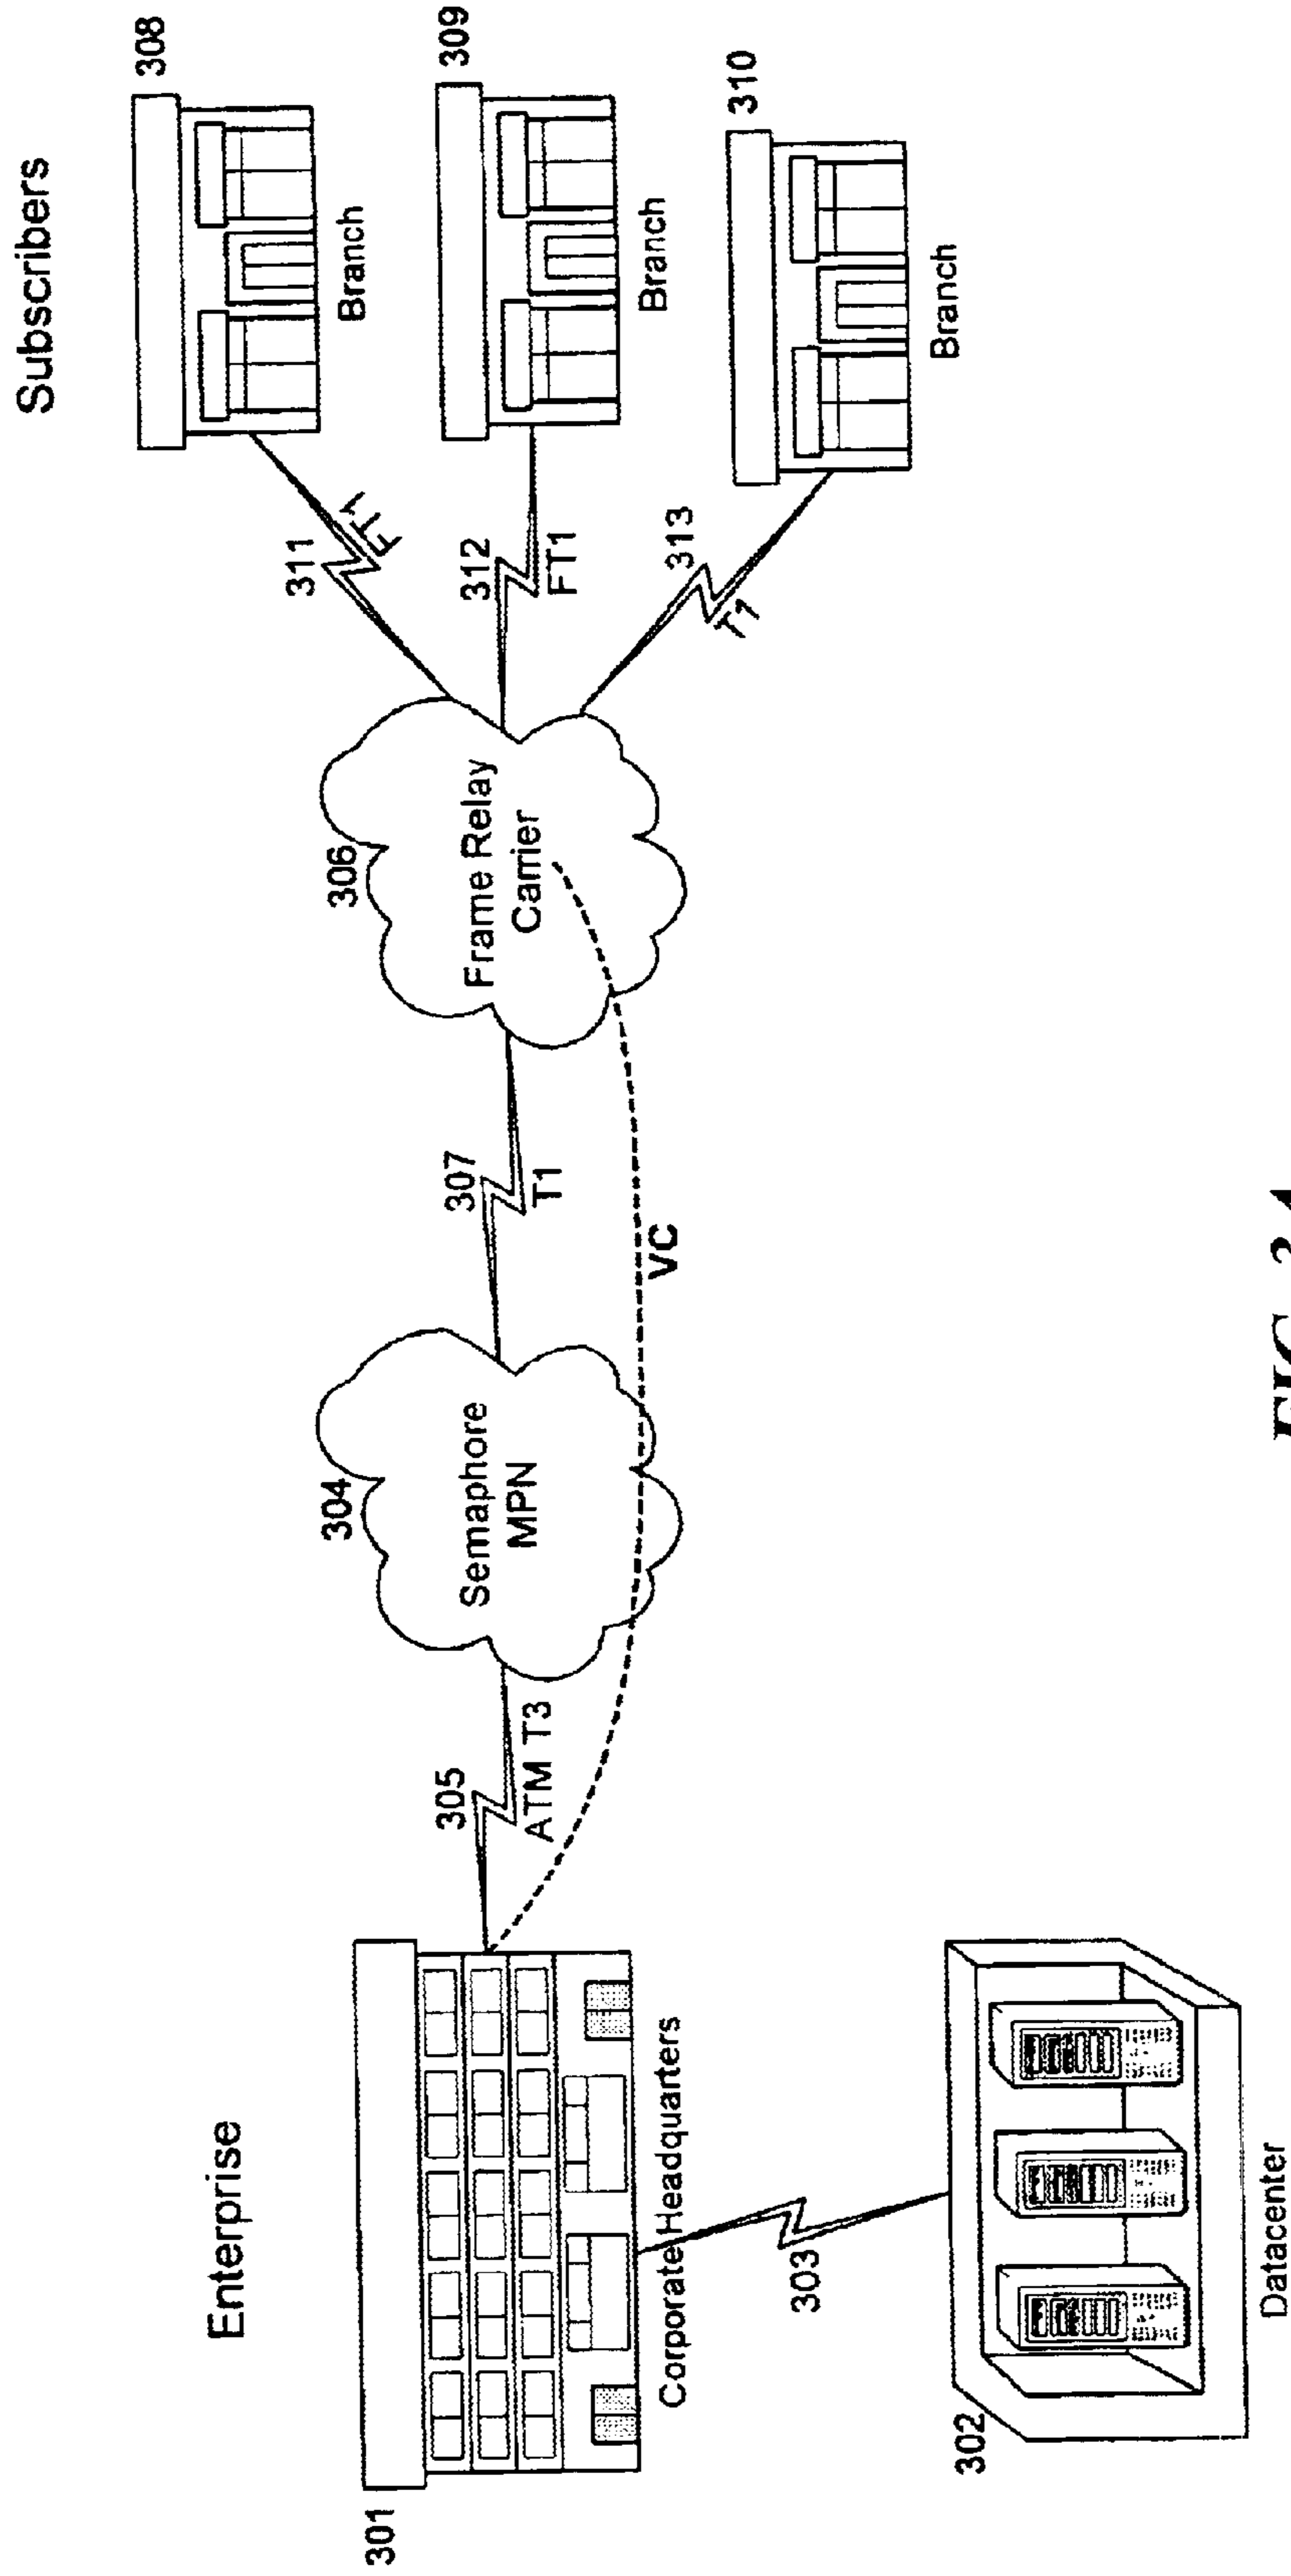 Enterprise
Subscribers
301
Corporate Headquarters
303
302
Datacenter
305
ATM T3
304
Semaphore
MPN
307
T1
VC
306
Frame Relay
Carrier
311
FT1
312
FT1
313
T1
308
Branch
309
Branch
310
Branch